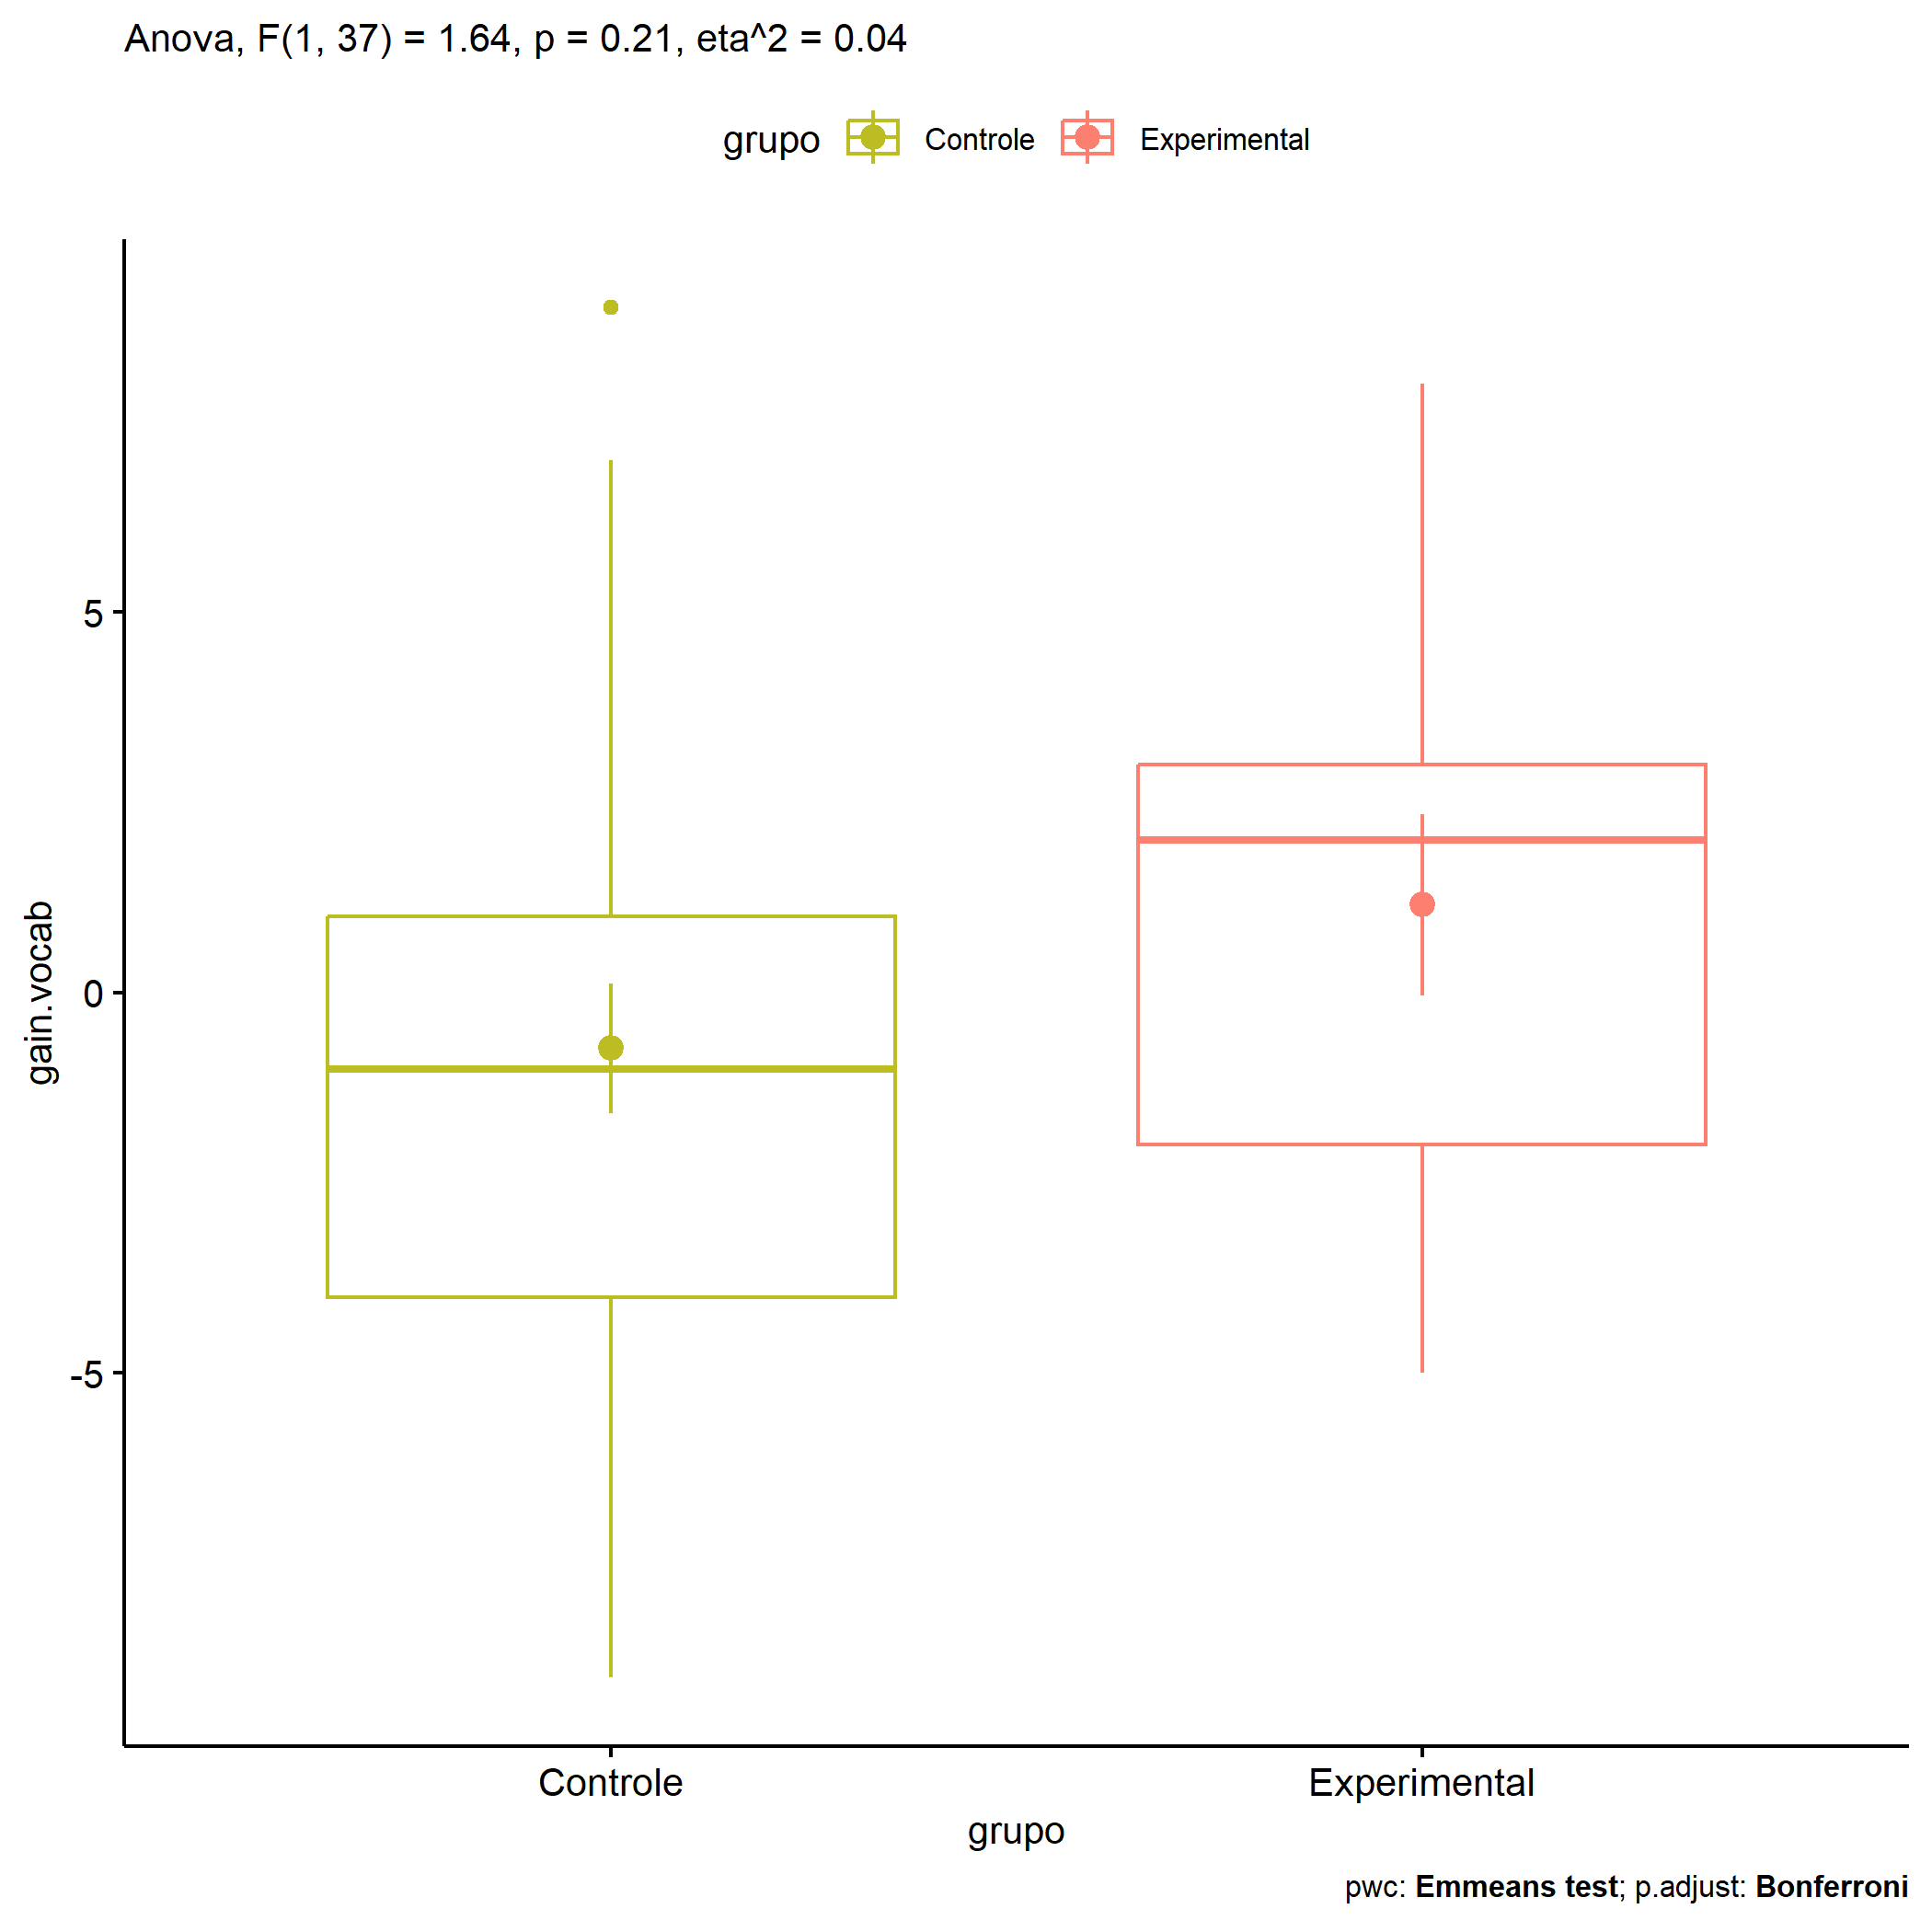 Anova, F(1, 37) = 1.64, p = 0.21, eta^2 = 0.04
grupo Controle Experimental
gain.vocab
5
0
-5
Controle Experimental
grupo
pwc: Emmeans test; p.adjust: Bonferroni